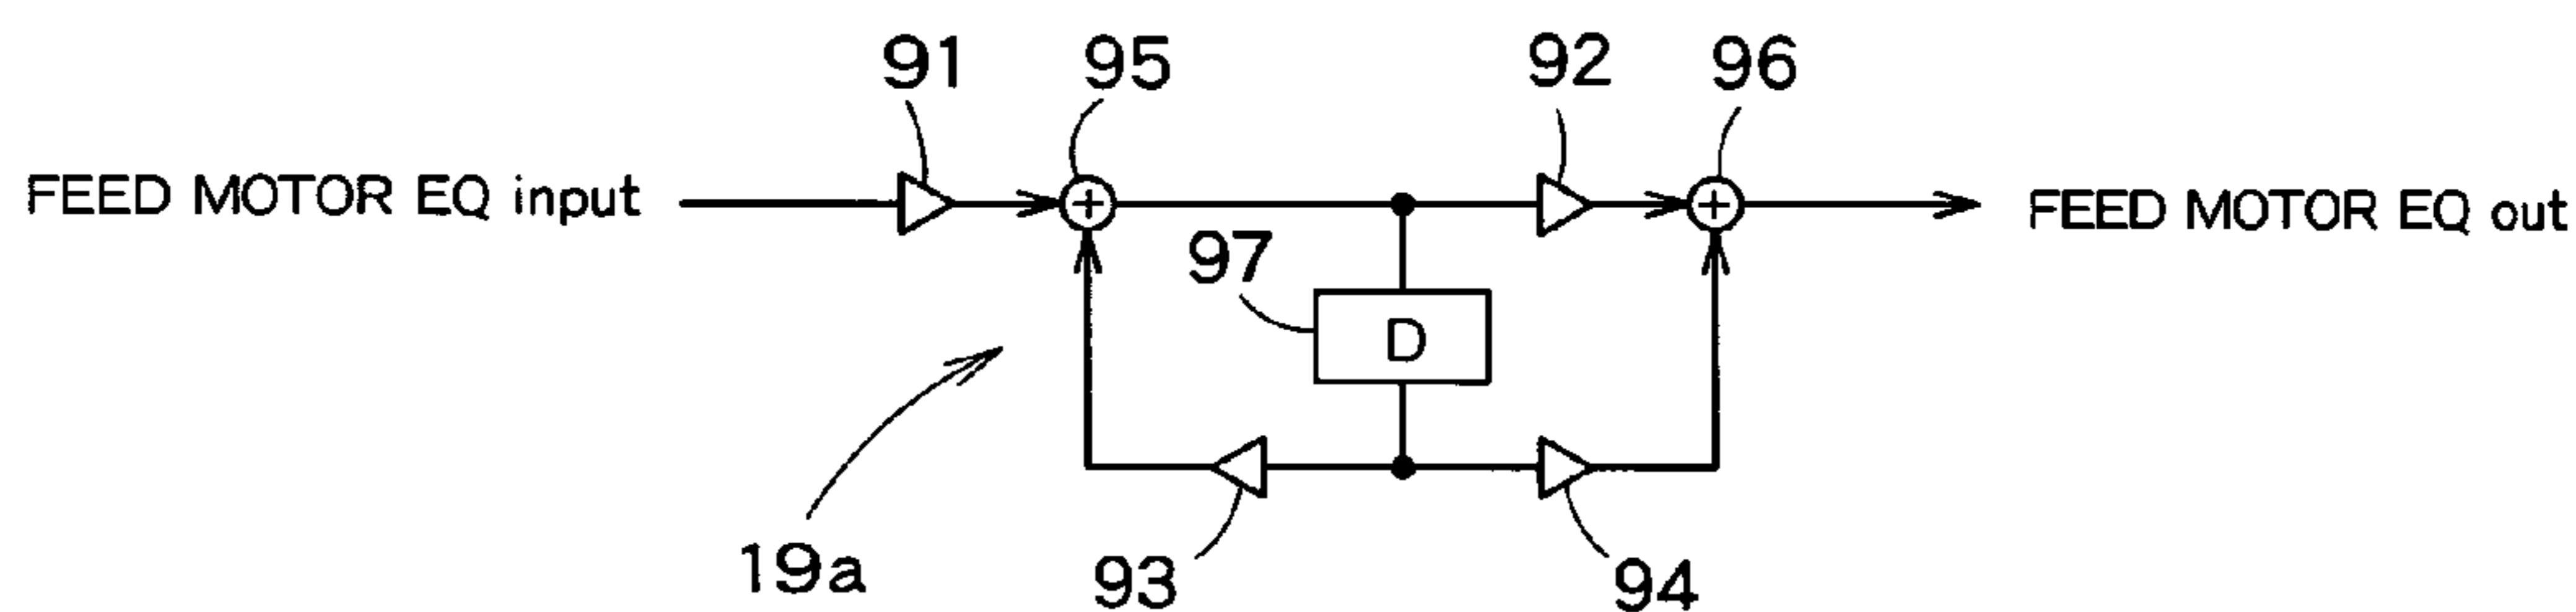 91
95
92
96
FEED MOTOR EQ input
+
+
FEED MOTOR EQ out
97
D
19a
93
94